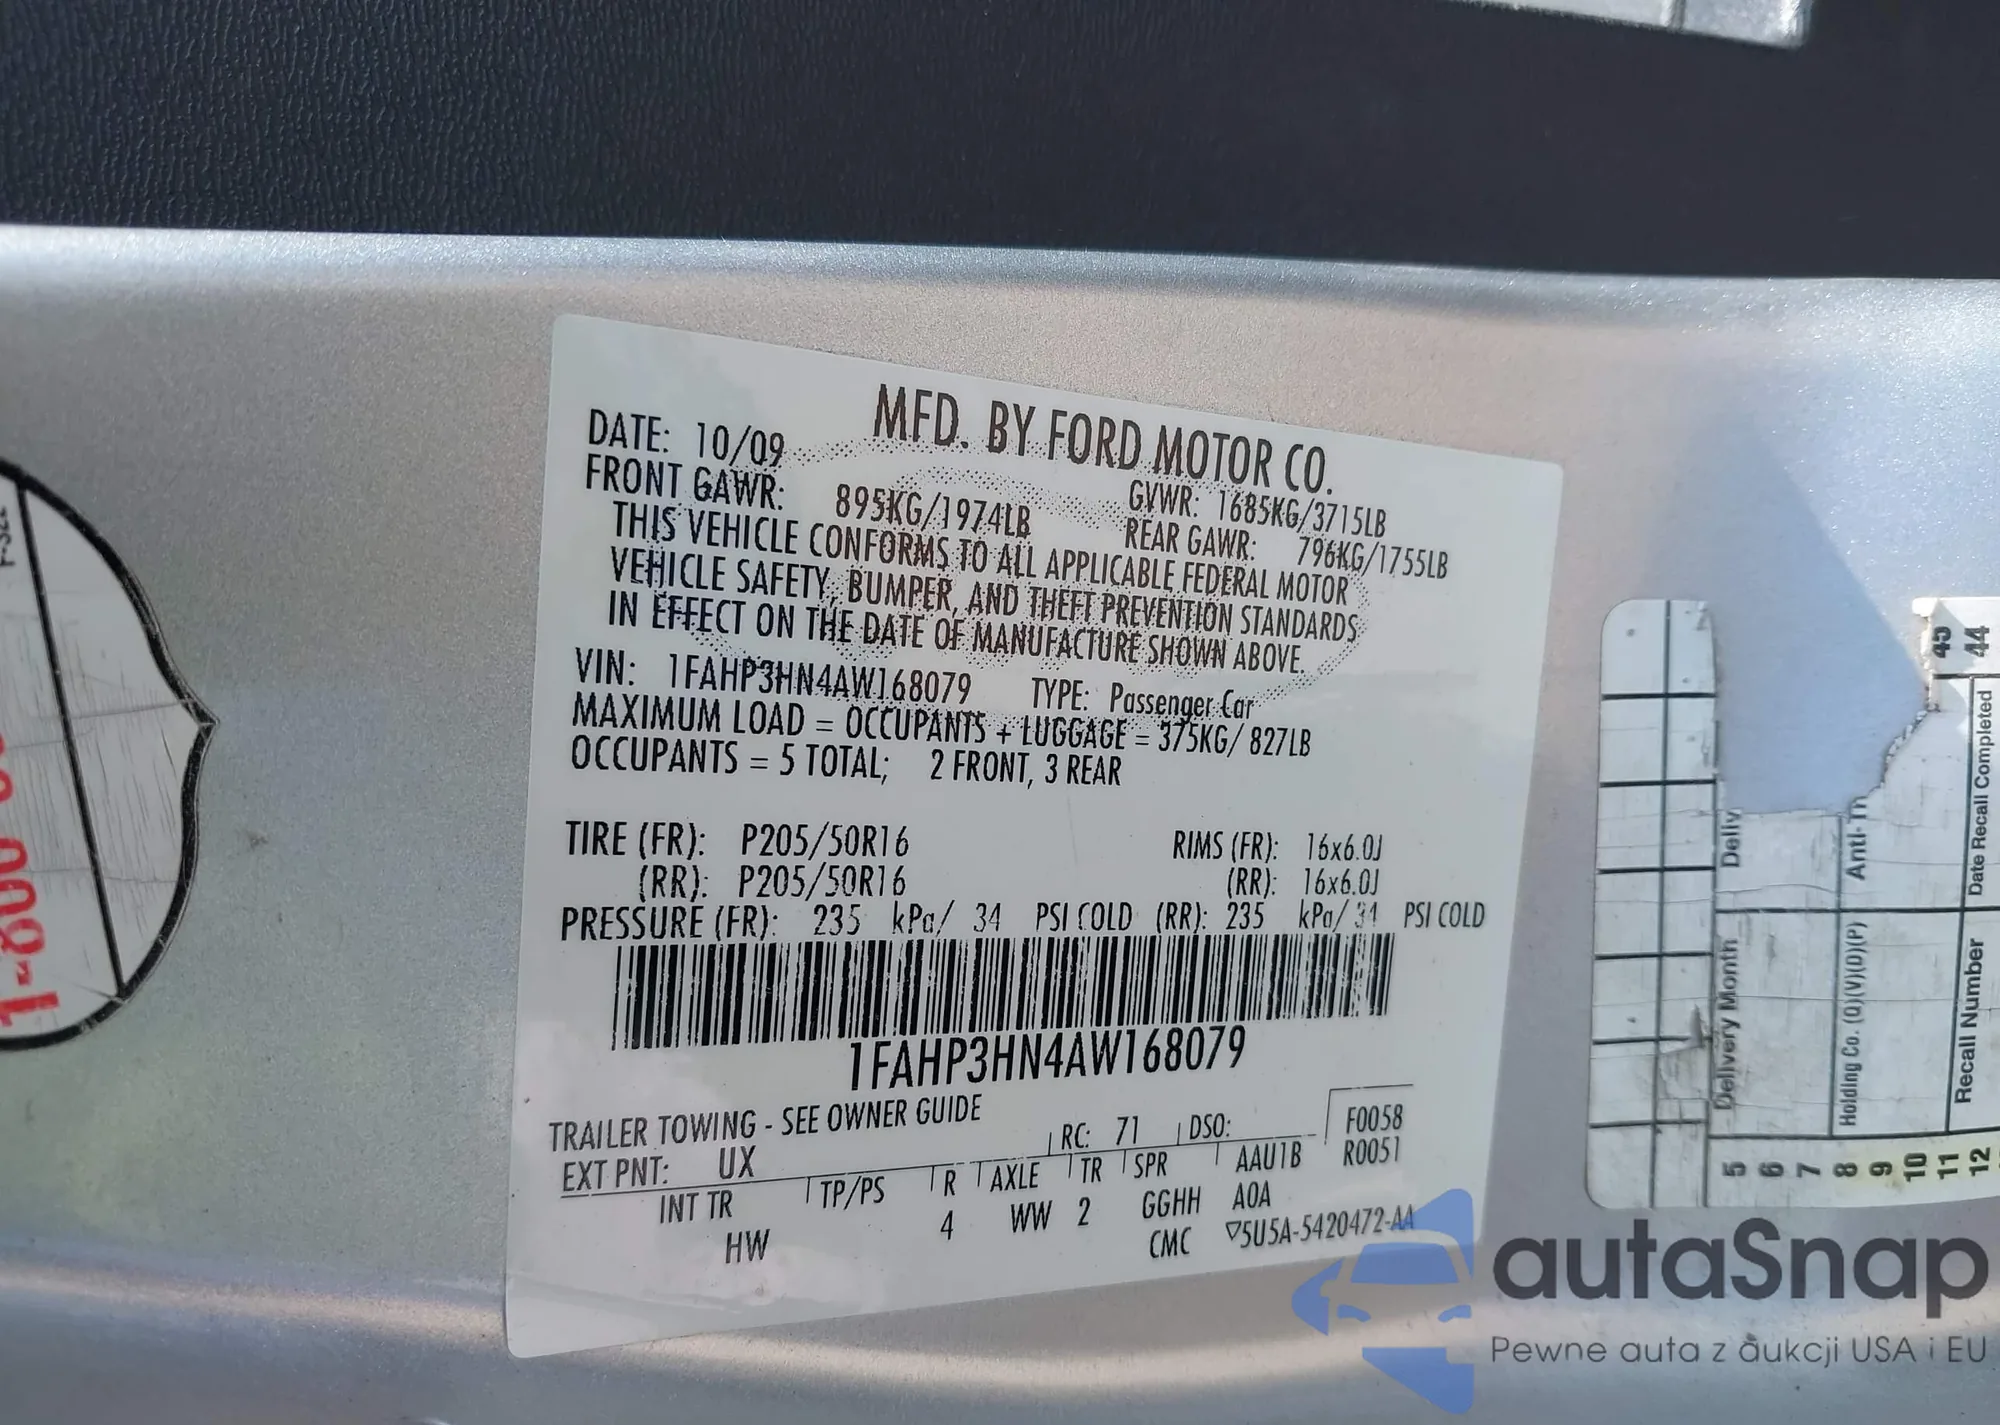 MFD. BY FORD MOTOR CO.
DATE: 10/09
GVWR: 1685KG/3715LB
FRONT GAWR: 895KG/1974LB
REAR GAWR: 796KG/1755LB
THIS VEHICLE CONFORMS TO ALL APPLICABLE FEDERAL MOTOR
VEHICLE SAFETY, BUMPER, AND THEFT PREVENTION STANDARDS
IN EFFECT ON THE DATE OF MANUFACTURE SHOWN ABOVE.
VIN: 1FAHP3HN4AW168079 TYPE: Passenger Car
MAXIMUM LOAD = OCCUPANTS + LUGGAGE = 375KG/ 827LB
OCCUPANTS = 5 TOTAL; 2 FRONT, 3 REAR
TIRE (FR): P205/50R16 RIMS (FR): 16x6.0J
(RR): P205/50R16 (RR): 16x6.0J
PRESSURE (FR): 235 kPa/ 34 PSI COLD (RR): 235 kPa/ 34 PSI COLD
1FAHP3HN4AW168079
TRAILER TOWING - SEE OWNER GUIDE
EXT PNT: UX RC: 71 DSO: F0058
INT TR TP/PS R AXLE TR SPR AAU1B R0051
HW 4 WW 2 GGHH A0A
CMC ▽5U5A-5420472-AA
1-800
43
44
Date Recall Completed
Recall Number
Anti-Th
Holding Co. (Q)(V)(D)(P)
Deliv
Delivery Month
5 6 7 8 9 10 11 12
autaSnap
Pewne auta z aukcji USA i EU